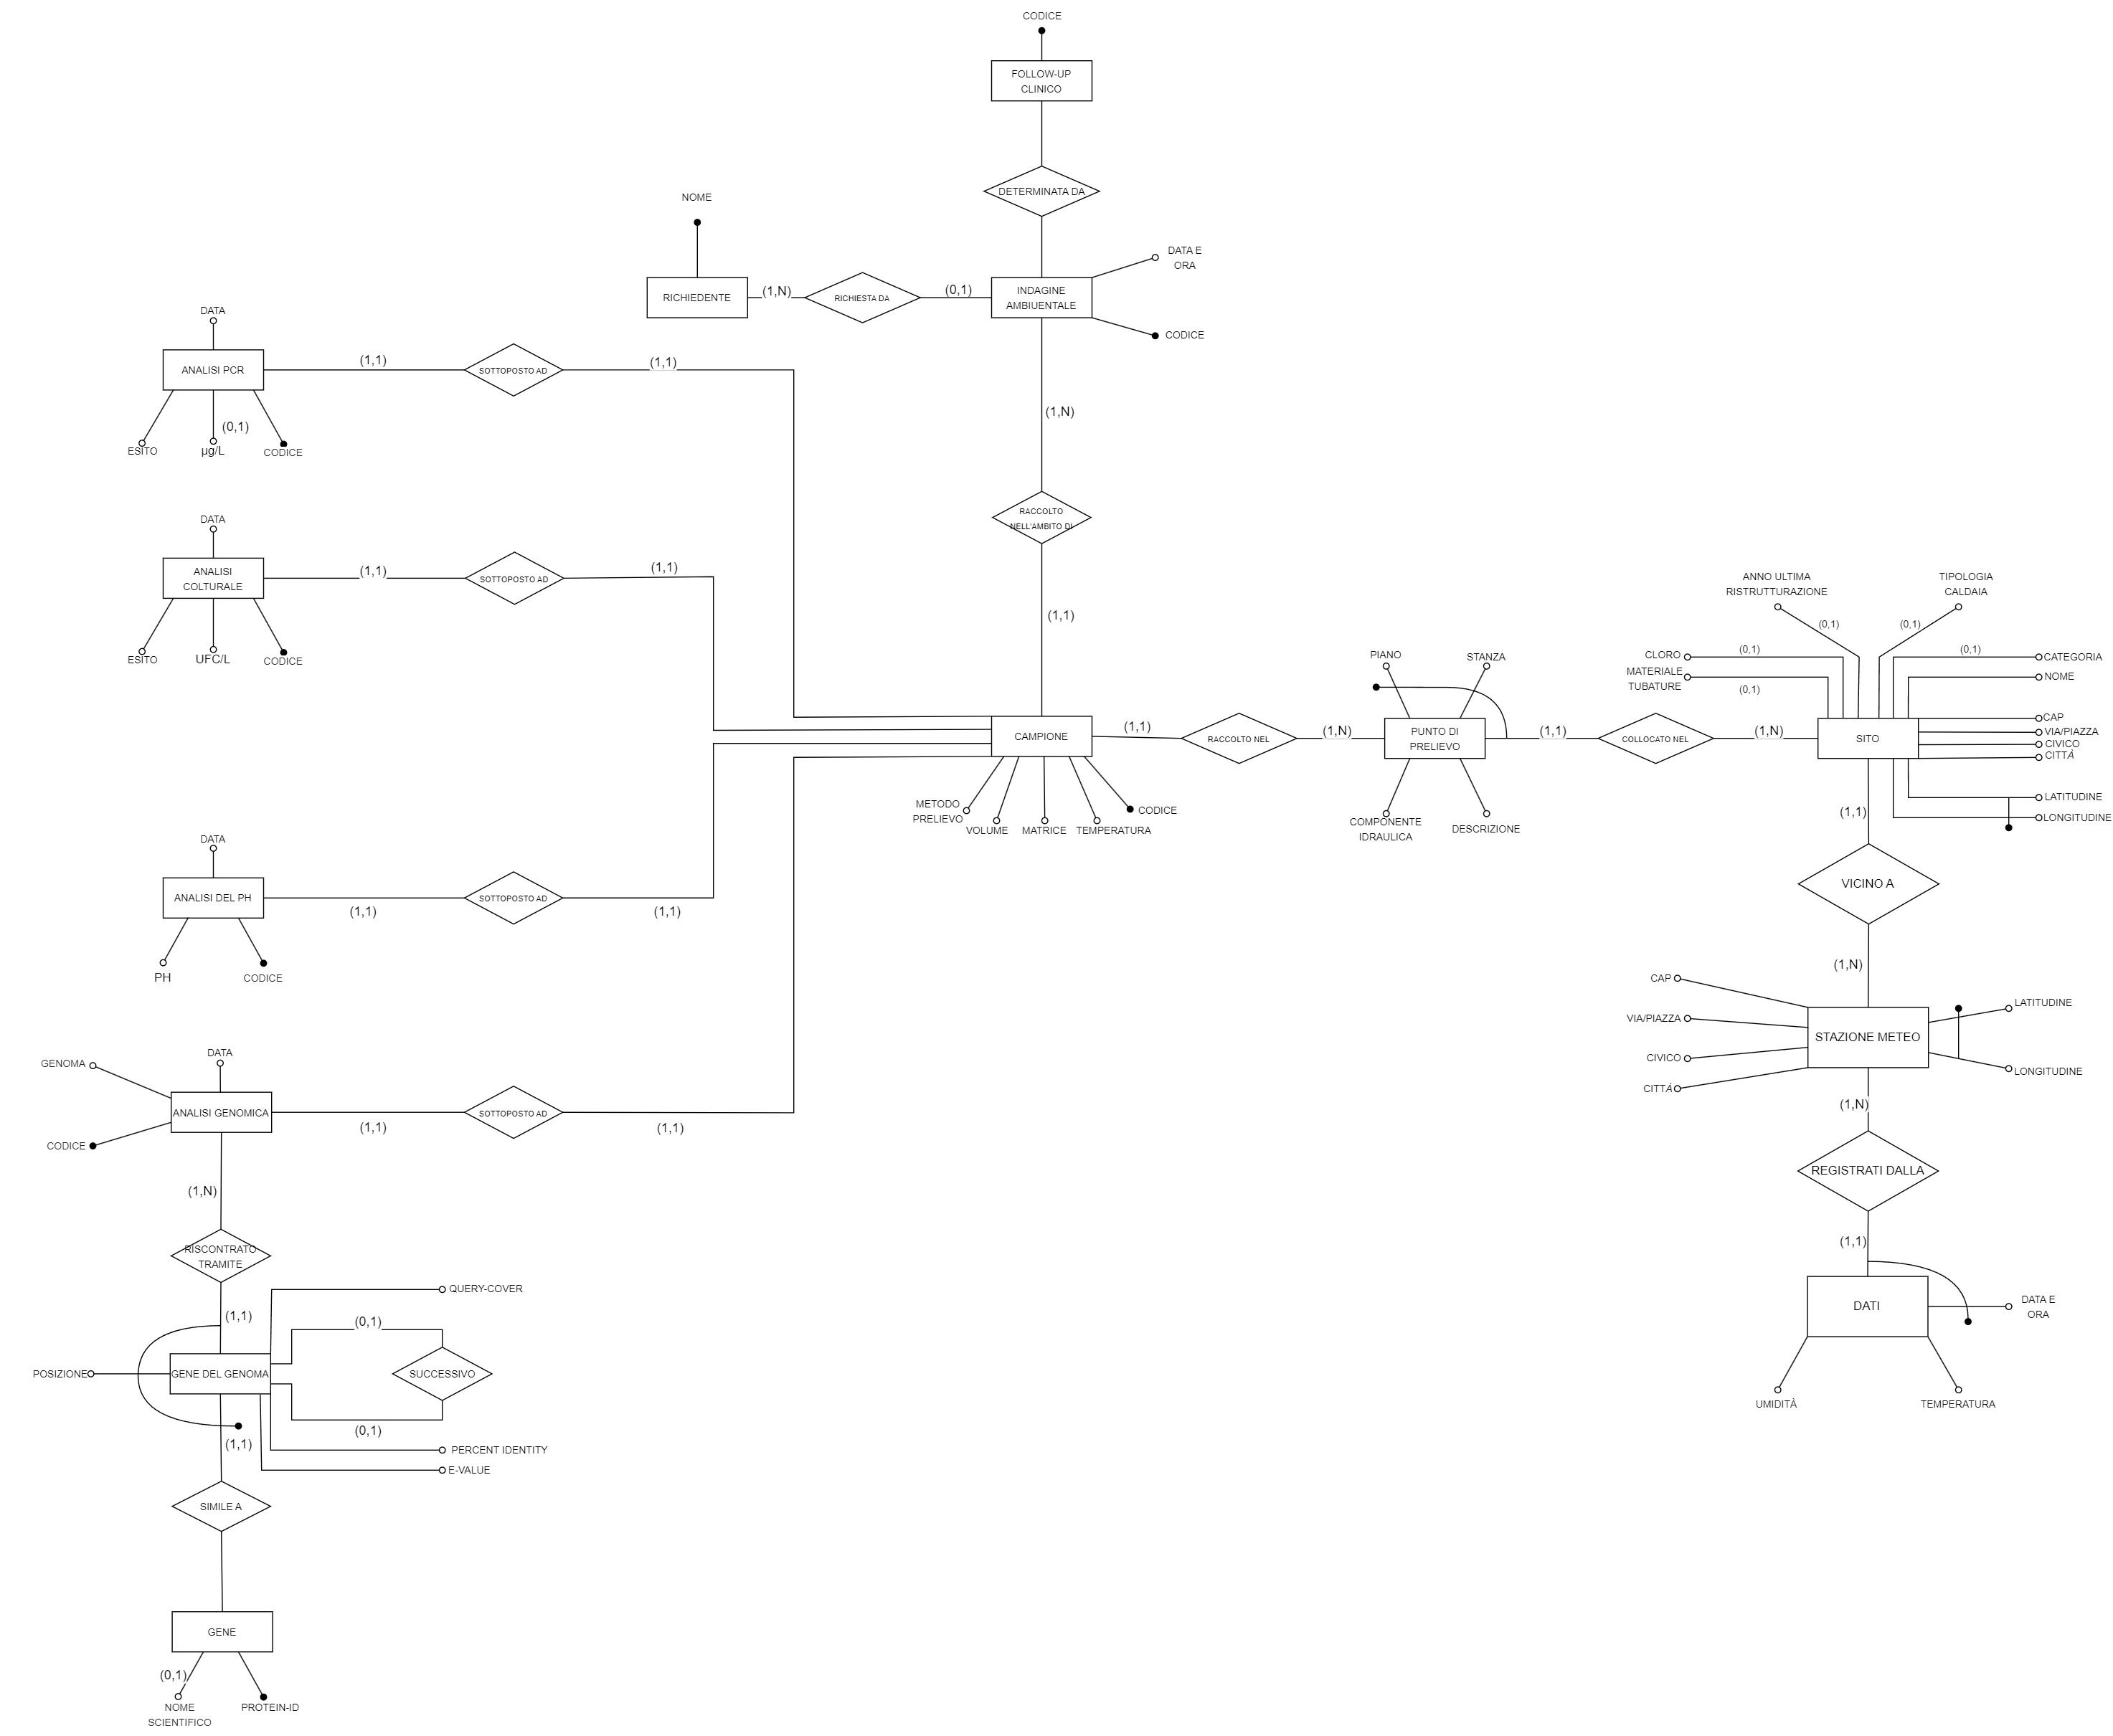 CODICE
FOLLOW-UP
CLINICO
DETERMINATA DA
NOME
DATA E
ORA
RICHIEDENTE
(1,N)
RICHIESTA DA
(0,1)
INDAGINE
AMBIUENTALE
CODICE
DATA
ANALISI PCR
(1,1)
SOTTOPOSTO AD
(1,1)
(0,1)
ESITO
µg/L
CODICE
(1,N)
RACCOLTO
NELL'AMBITO DI
(1,1)
DATA
ANALISI
COLTURALE
(1,1)
SOTTOPOSTO AD
(1,1)
ESITO
UFC/L
CODICE
CAMPIONE
METODO
PRELIEVO
VOLUME
MATRICE
TEMPERATURA
CODICE
(1,1)
RACCOLTO NEL
(1,N)
PIANO
STANZA
PUNTO DI
PRELIEVO
COMPONENTE
IDRAULICA
DESCRIZIONE
(1,1)
COLLOCATO NEL
(1,N)
ANNO ULTIMA
RISTRUTTURAZIONE
(0,1)
TIPOLOGIA
CALDAIA
(0,1)
CLORO
(0,1)
MATERIALE
TUBATURE
(0,1)
(0,1)
CATEGORIA
NOME
SITO
CAP
VIA/PIAZZA
CIVICO
CITTÁ
LATITUDINE
LONGITUDINE
(1,1)
VICINO A
(1,N)
CAP
VIA/PIAZZA
CIVICO
CITTÁ
STAZIONE METEO
LATITUDINE
LONGITUDINE
(1,N)
REGISTRATI DALLA
(1,1)
DATI
DATA E
ORA
UMIDITÀ
TEMPERATURA
DATA
ANALISI DEL PH
(1,1)
SOTTOPOSTO AD
(1,1)
PH
CODICE
DATA
GENOMA
ANALISI GENOMICA
CODICE
(1,1)
SOTTOPOSTO AD
(1,1)
(1,N)
RISCONTRATO
TRAMITE
(1,1)
QUERY-COVER
(0,1)
POSIZIONE
GENE DEL GENOMA
SUCCESSIVO
(0,1)
(1,1)
PERCENT IDENTITY
E-VALUE
SIMILE A
GENE
(0,1)
NOME
SCIENTIFICO
PROTEIN-ID